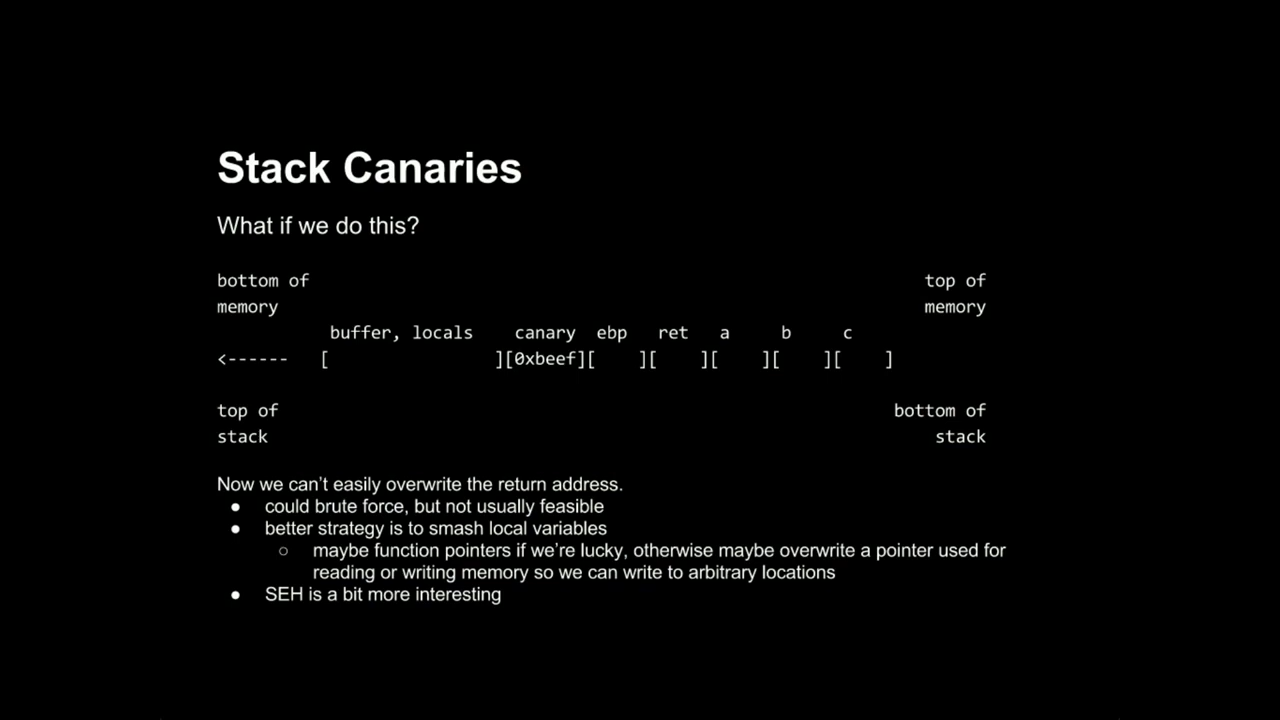 Stack Canaries
What if we do this?
bottom of top of
memory memory
buffer, locals canary ebp ret a b c
<------ [ ][0xbeef][ ][ ][ ][ ][ ]
top of bottom of
stack stack
Now we can’t easily overwrite the return address.
● could brute force, but not usually feasible
● better strategy is to smash local variables
○ maybe function pointers if we’re lucky, otherwise maybe overwrite a pointer used for
reading or writing memory so we can write to arbitrary locations
● SEH is a bit more interesting